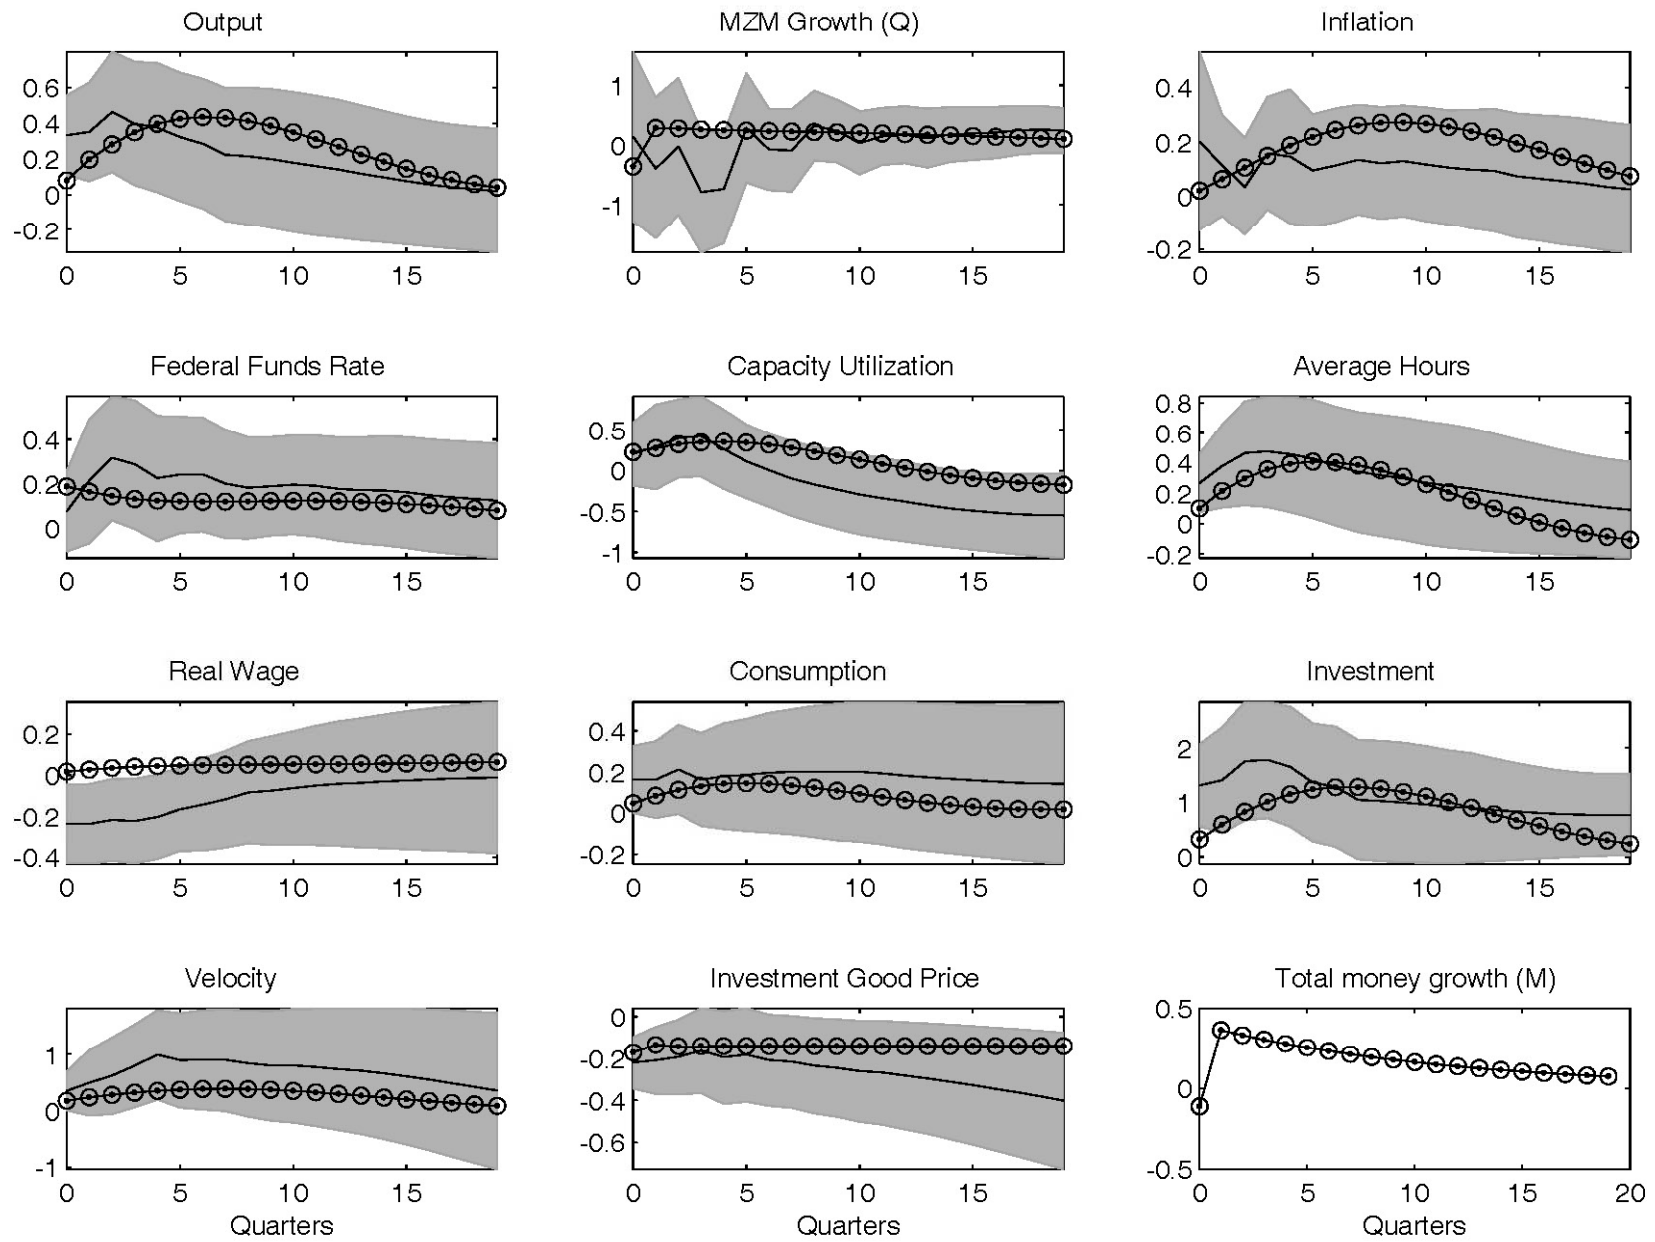 Output MZM Growth (Q) Inflation
0.6
0.4
0.2
0
-0.2
0 5 10 15
1
0
-1
0 5 10 15
0.4
0.2
0
-0.2
0 5 10 15
Federal Funds Rate Capacity Utilization Average Hours
0.4
0.2
0
0 5 10 15
0.5
0
-0.5
-1
0 5 10 15
0.8
0.6
0.4
0.2
0
-0.2
0 5 10 15
Real Wage Consumption Investment
0.2
0
-0.2
-0.4
0 5 10 15
0.4
0.2
0
-0.2
0 5 10 15
2
1
0
0 5 10 15
Velocity Investment Good Price Total money growth (M)
1
0
-1
0 5 10 15
Quarters
0
-0.2
-0.4
-0.6
0 5 10 15
Quarters
0.5
0
-0.5
0 5 10 15 20
Quarters